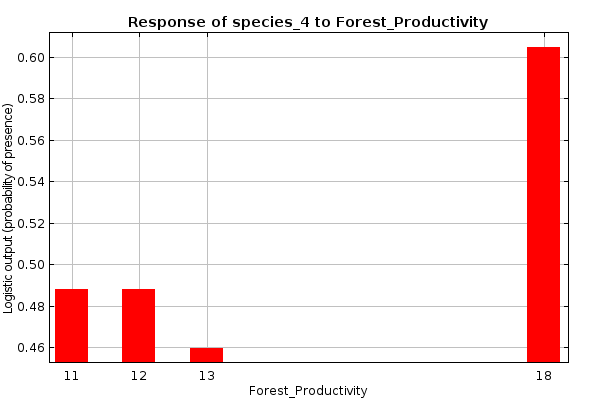 Response of species_4 to Forest_Productivity
Logistic output (probability of presence)
0.60
0.58
0.56
0.54
0.52
0.50
0.48
0.46
11 12 13 18
Forest_Productivity